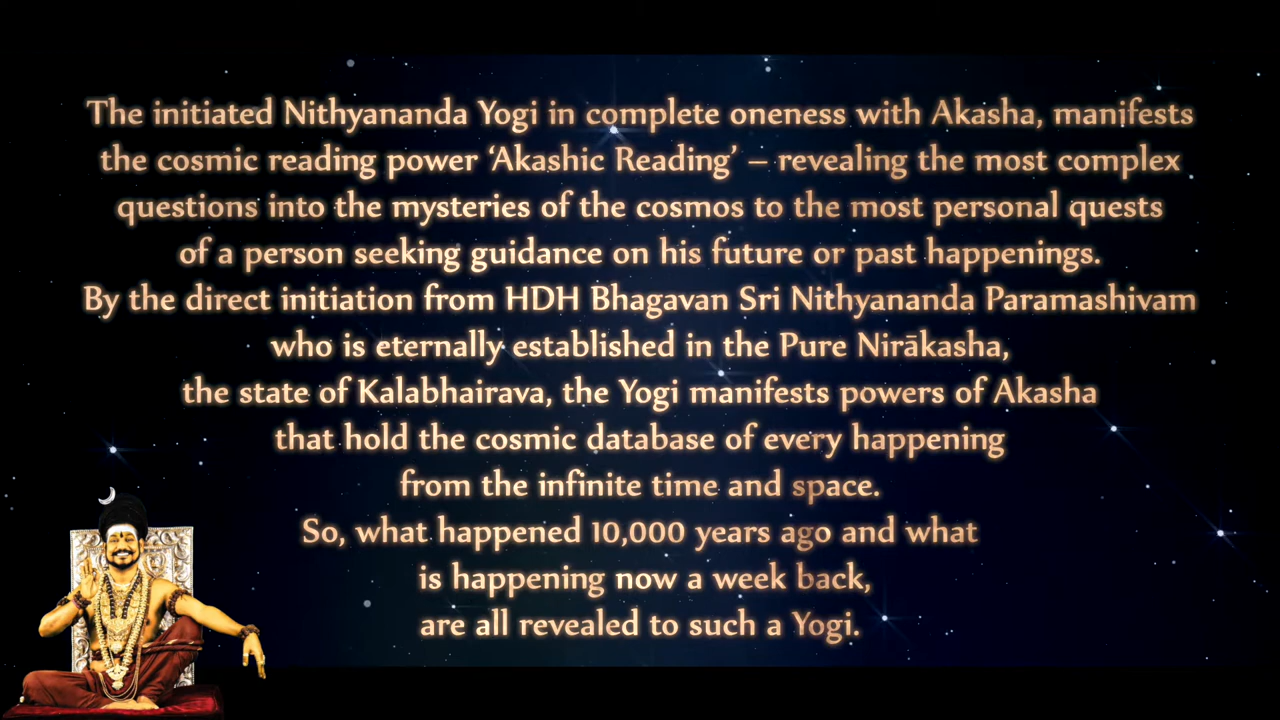 The initiated Nithyananda Yogi in complete oneness with Akasha, manifests
the cosmic reading power ‘Akashic Reading’ – revealing the most complex
questions into the mysteries of the cosmos to the most personal quests
of a person seeking guidance on his future or past happenings.
By the direct initiation from HDH Bhagavan Sri Nithyananda Paramashivam
who is eternally established in the Pure Nirākasha,
the state of Kalabhairava, the Yogi manifests powers of Akasha
that hold the cosmic database of every happening
from the infinite time and space.
So, what happened 10,000 years ago and what
is happening now a week back,
are all revealed to such a Yogi.